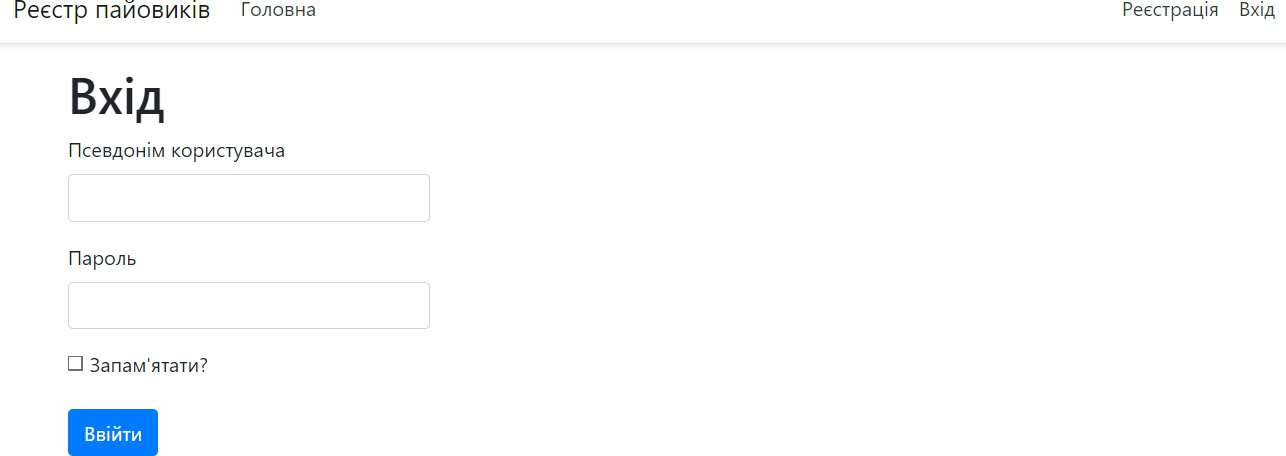 Реєстр пайовиків Головна Реєстрація Вхід
Вхід
Псевдонім користувача
Пароль
Запам'ятати?
Ввійти